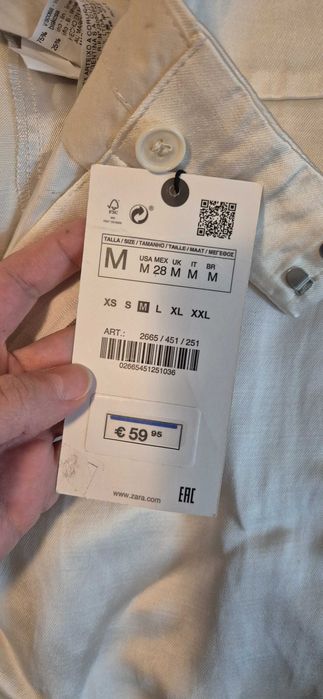 FSC
TALLA / SIZE / TAMANHO / TAILLE / MAAT / ΜΕΓΕΘΟΣ
M
USA MEX UK IT BR
M 28 M M M
XS S M L XL XXL
ART.: 2665 / 451 / 251
02665451251036
€ 59 95
www.zara.com
EAC